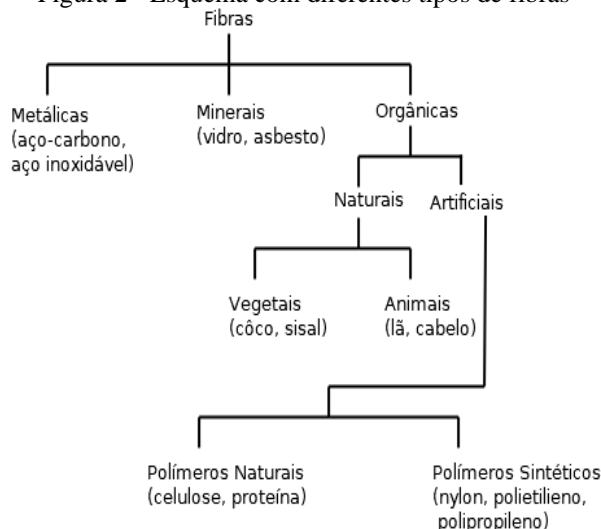 Figura 2 - Esquema com diferentes tipos de fibras
Fibras
Metálicas
(aço-carbono,
aço inoxidável)
Minerais
(vidro, asbesto)
Orgânicas
Naturais
Artificiais
Vegetais
(côco, sisal)
Animais
(lã, cabelo)
Polímeros Naturais
(celulose, proteína)
Polímeros Sintéticos
(nylon, polietilieno,
polipropileno)